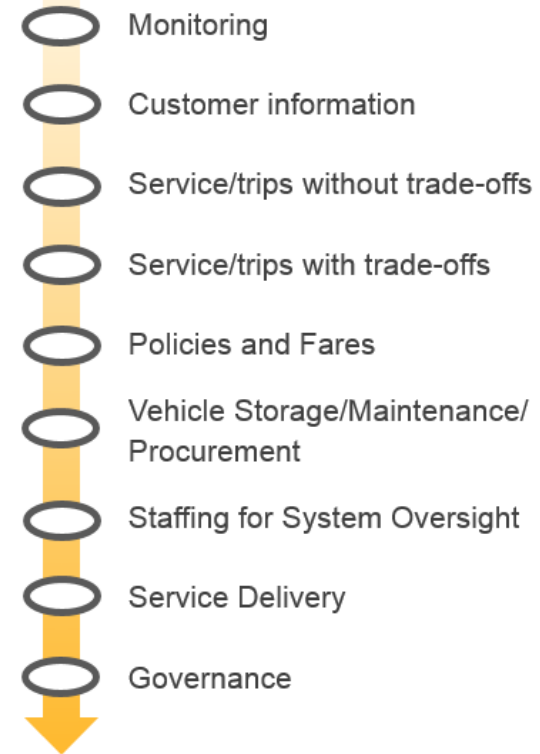 Monitoring
Customer information
Service/trips without trade-offs
Service/trips with trade-offs
Policies and Fares
Vehicle Storage/Maintenance/
Procurement
Staffing for System Oversight
Service Delivery
Governance